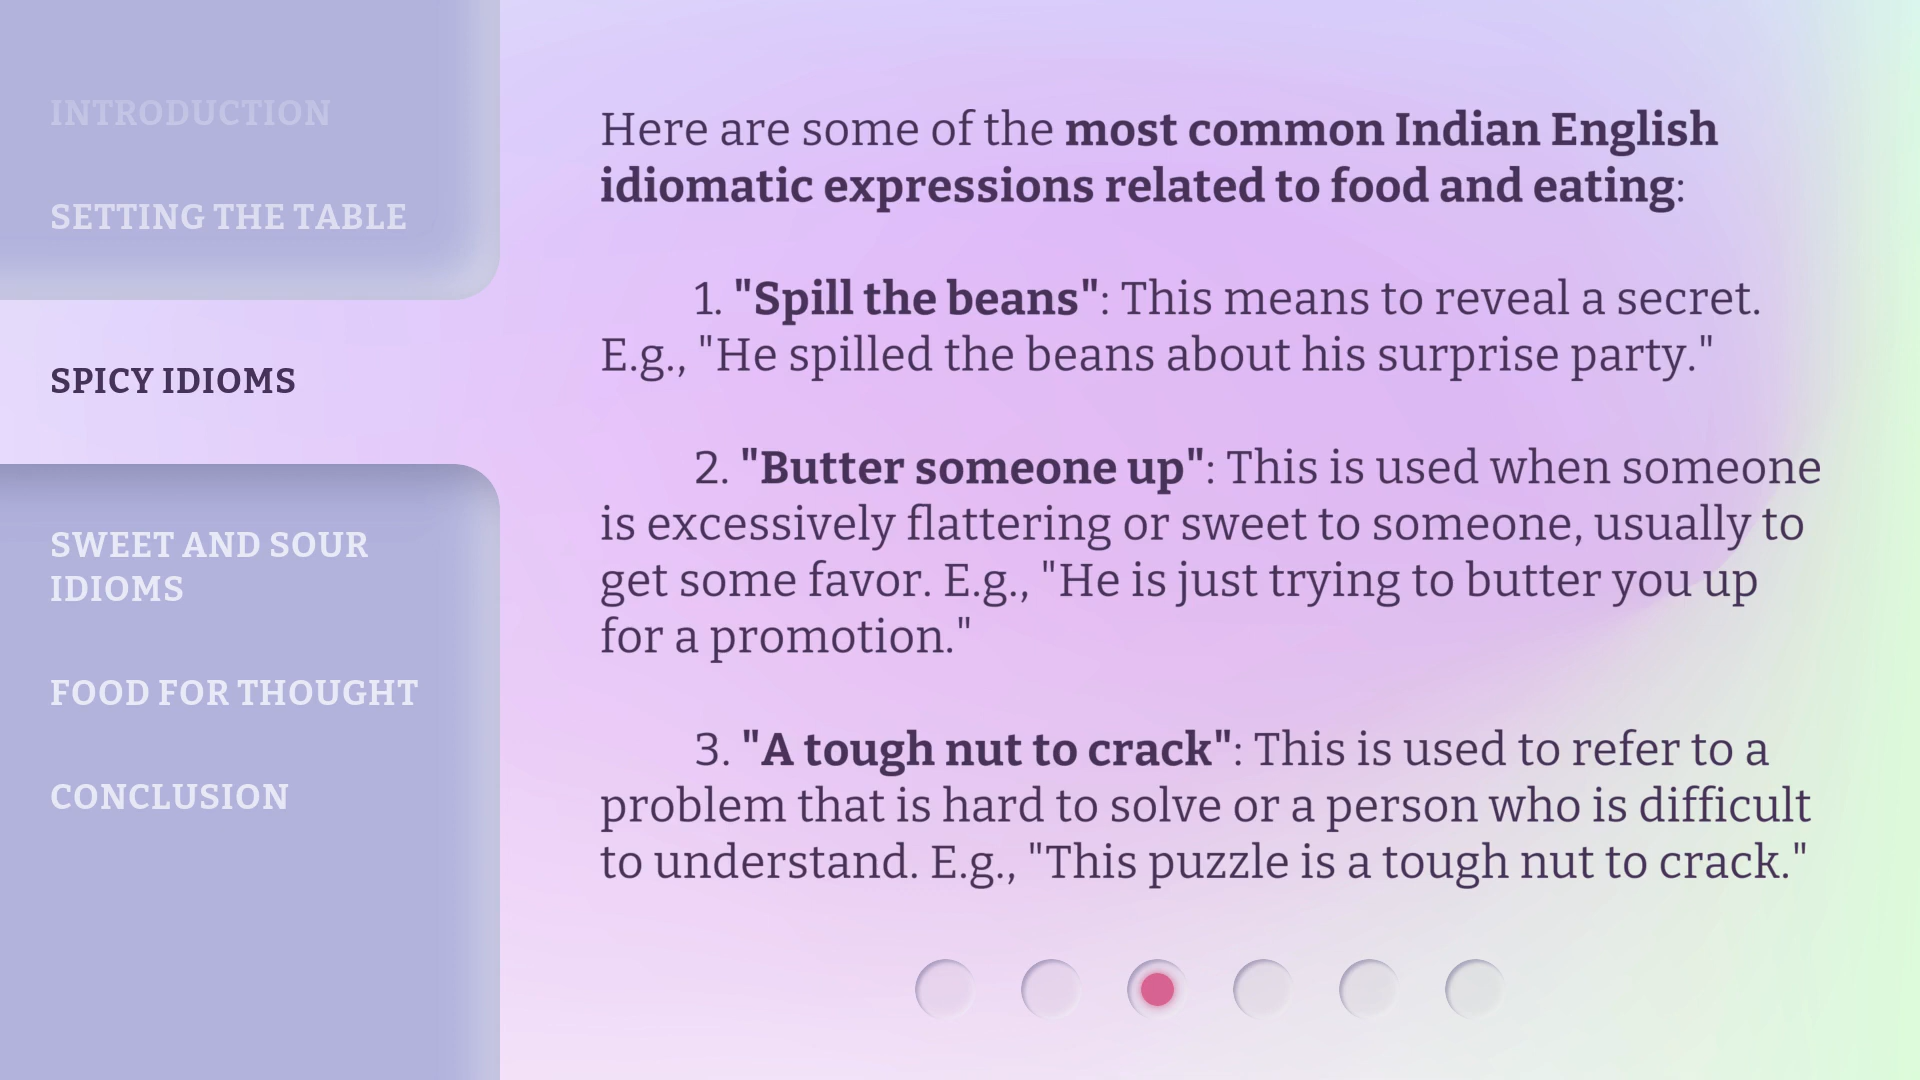 INTRODUCTION
SETTING THE TABLE
SPICY IDIOMS
SWEET AND SOUR
IDIOMS
FOOD FOR THOUGHT
CONCLUSION
Here are some of the most common Indian English
idiomatic expressions related to food and eating:
1. "Spill the beans": This means to reveal a secret.
E.g., "He spilled the beans about his surprise party."
2. "Butter someone up": This is used when someone
is excessively flattering or sweet to someone, usually to
get some favor. E.g., "He is just trying to butter you up
for a promotion."
3. "A tough nut to crack": This is used to refer to a
problem that is hard to solve or a person who is difficult
to understand. E.g., "This puzzle is a tough nut to crack."